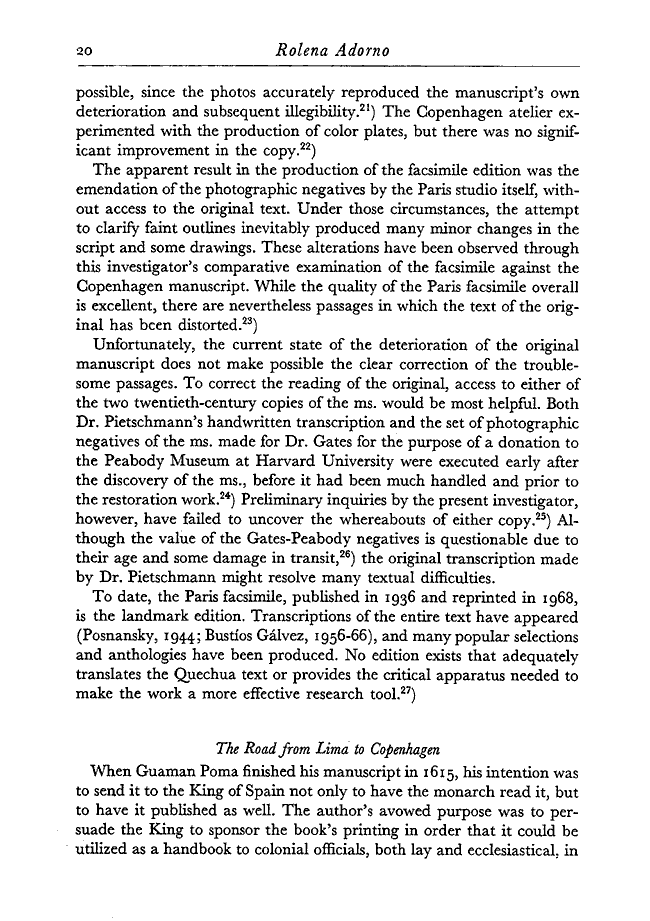 20 Rolena Adorno
possible, since the photos accurately reproduced the manuscript's own
deterioration and subsequent illegibility.²¹) The Copenhagen atelier ex-
perimented with the production of color plates, but there was no signif-
icant improvement in the copy.²²)
The apparent result in the production of the facsimile edition was the
emendation of the photographic negatives by the Paris studio itself, with-
out access to the original text. Under those circumstances, the attempt
to clarify faint outlines inevitably produced many minor changes in the
script and some drawings. These alterations have been observed through
this investigator's comparative examination of the facsimile against the
Copenhagen manuscript. While the quality of the Paris facsimile overall
is excellent, there are nevertheless passages in which the text of the orig-
inal has been distorted.²³)
Unfortunately, the current state of the deterioration of the original
manuscript does not make possible the clear correction of the trouble-
some passages. To correct the reading of the original, access to either of
the two twentieth-century copies of the ms. would be most helpful. Both
Dr. Pietschmann's handwritten transcription and the set of photographic
negatives of the ms. made for Dr. Gates for the purpose of a donation to
the Peabody Museum at Harvard University were executed early after
the discovery of the ms., before it had been much handled and prior to
the restoration work.²⁴) Preliminary inquiries by the present investigator,
however, have failed to uncover the whereabouts of either copy.²⁵) Al-
though the value of the Gates-Peabody negatives is questionable due to
their age and some damage in transit,²⁶) the original transcription made
by Dr. Pietschmann might resolve many textual difficulties.
To date, the Paris facsimile, published in 1936 and reprinted in 1968,
is the landmark edition. Transcriptions of the entire text have appeared
(Posnansky, 1944; Bustíos Gálvez, 1956-66), and many popular selections
and anthologies have been produced. No edition exists that adequately
translates the Quechua text or provides the critical apparatus needed to
make the work a more effective research tool.²⁷)
The Road from Lima to Copenhagen
When Guaman Poma finished his manuscript in 1615, his intention was
to send it to the King of Spain not only to have the monarch read it, but
to have it published as well. The author's avowed purpose was to per-
suade the King to sponsor the book's printing in order that it could be
utilized as a handbook to colonial officials, both lay and ecclesiastical, in